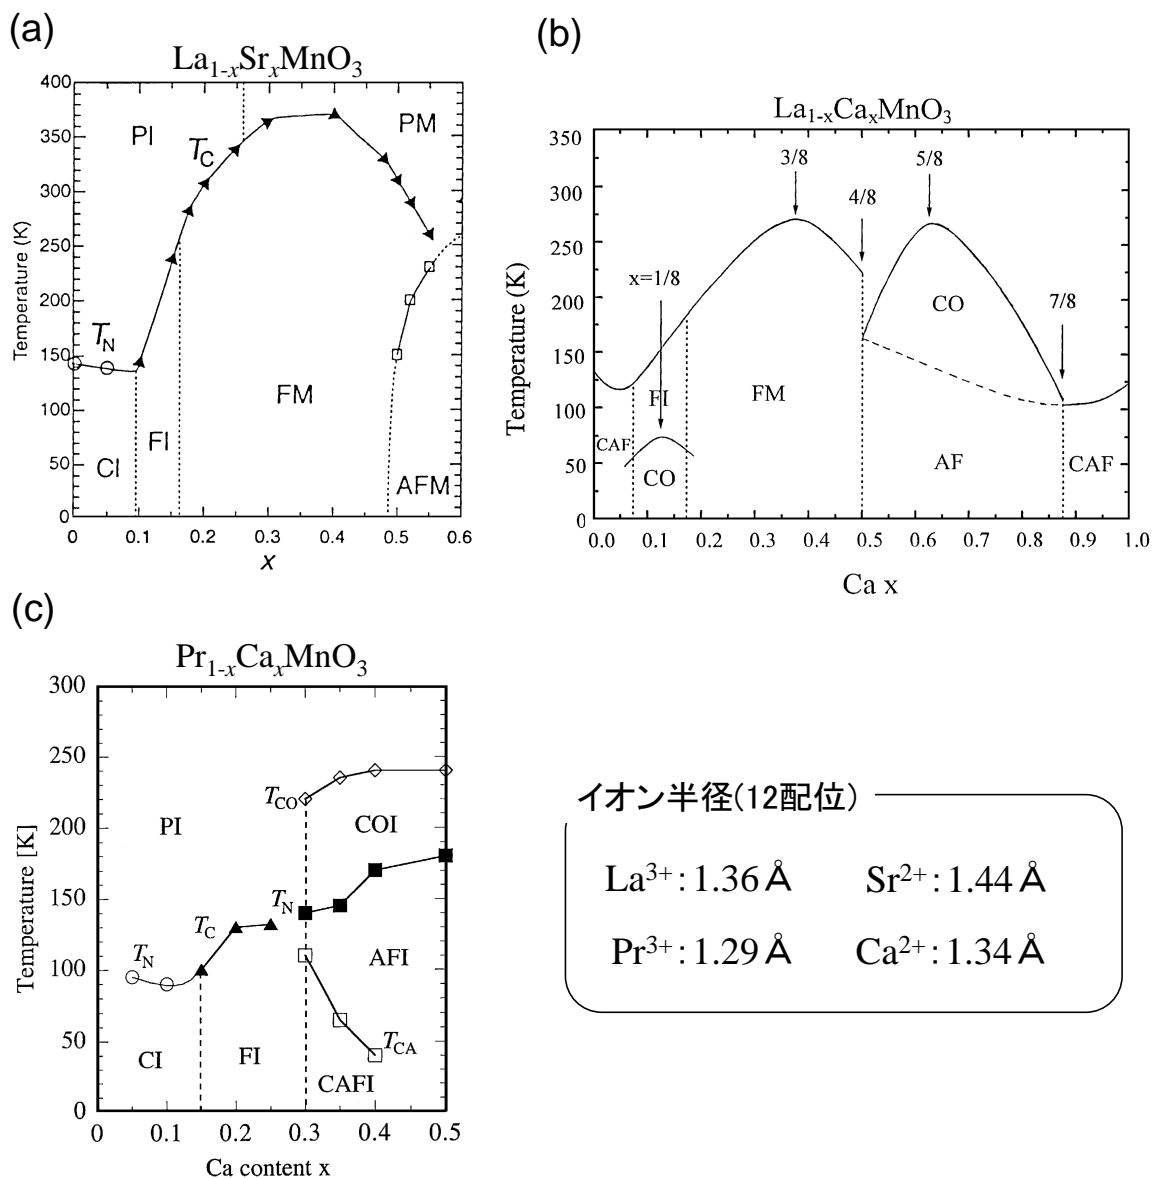 (a)
La1-xSrxMnO3
400
350
300
250
200
150
100
50
0
Temperature (K)
PI
PM
TC
TN
FM
FI
CI
AFM
0
0.1
0.2
0.3
0.4
0.5
0.6
x
(b)
La1-xCaxMnO3
350
300
250
200
150
100
50
0
Temperature (K)
3/8
5/8
4/8
x=1/8
7/8
CO
FI
FM
CAF
CO
AF
CAF
0.0
0.1
0.2
0.3
0.4
0.5
0.6
0.7
0.8
0.9
1.0
Ca x
(c)
Pr1-xCaxMnO3
300
250
200
150
100
50
0
Temperature [K]
TCO
PI
COI
TN
TC
TN
AFI
TCA
CI
FI
CAFI
0
0.1
0.2
0.3
0.4
0.5
Ca content x
イオン半径(12配位)
La3+: 1.36 Å
Sr2+: 1.44 Å
Pr3+: 1.29 Å
Ca2+: 1.34 Å